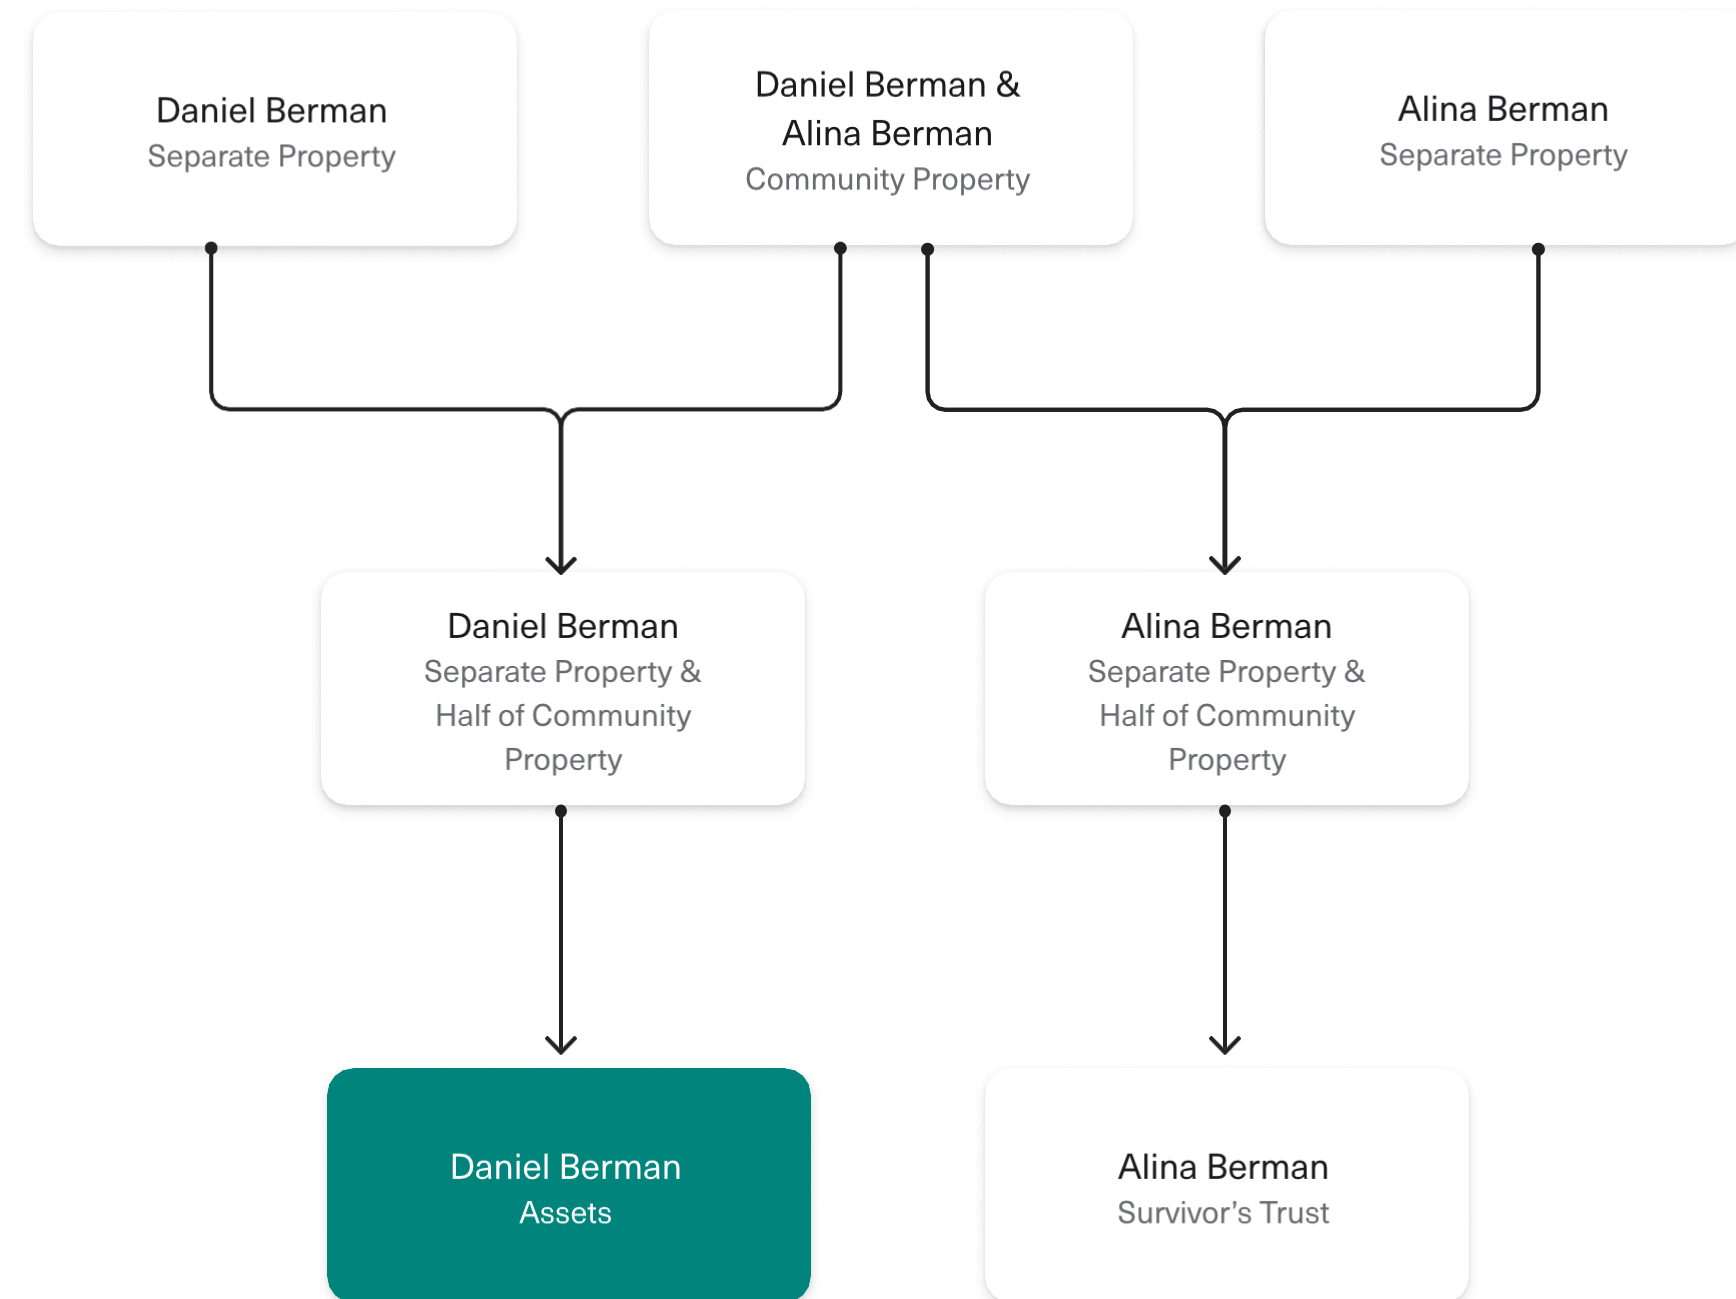 Daniel Berman
Separate Property
Daniel Berman &
Alina Berman
Community Property
Alina Berman
Separate Property
Daniel Berman
Separate Property &
Half of Community
Property
Alina Berman
Separate Property &
Half of Community
Property
Daniel Berman
Assets
Alina Berman
Survivor’s Trust